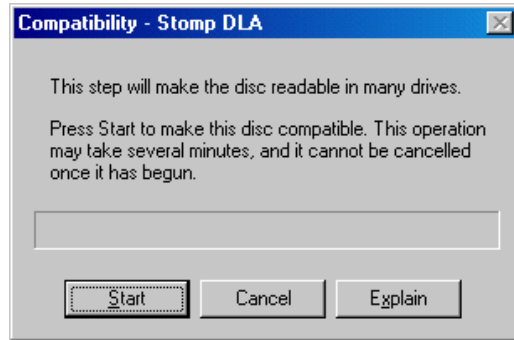 Compatibility - Stomp DLA
This step will make the disc readable in many drives.
Press Start to make this disc compatible. This operation
may take several minutes, and it cannot be cancelled
once it has begun.
Start
Cancel
Explain